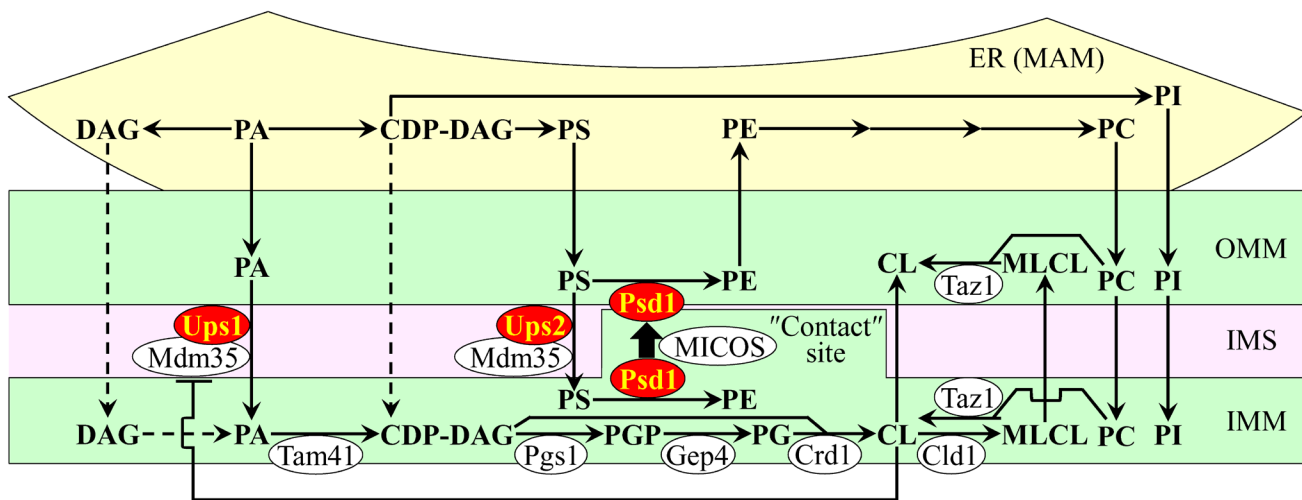 ER (MAM)
PI
DAG PA CDP-DAG PS PE PC
OMM
PA
CL MLCL PC PI
PS PE
Taz1
Psd1
Ups1 Ups2
"Contact"
site
IMS
Mdm35 Mdm35 MICOS
Psd1
Taz1
PS PE
IMM
DAG PA CDP-DAG PGP PG CL MLCL PC PI
Tam41 Pgs1 Gep4 Crd1 Cld1